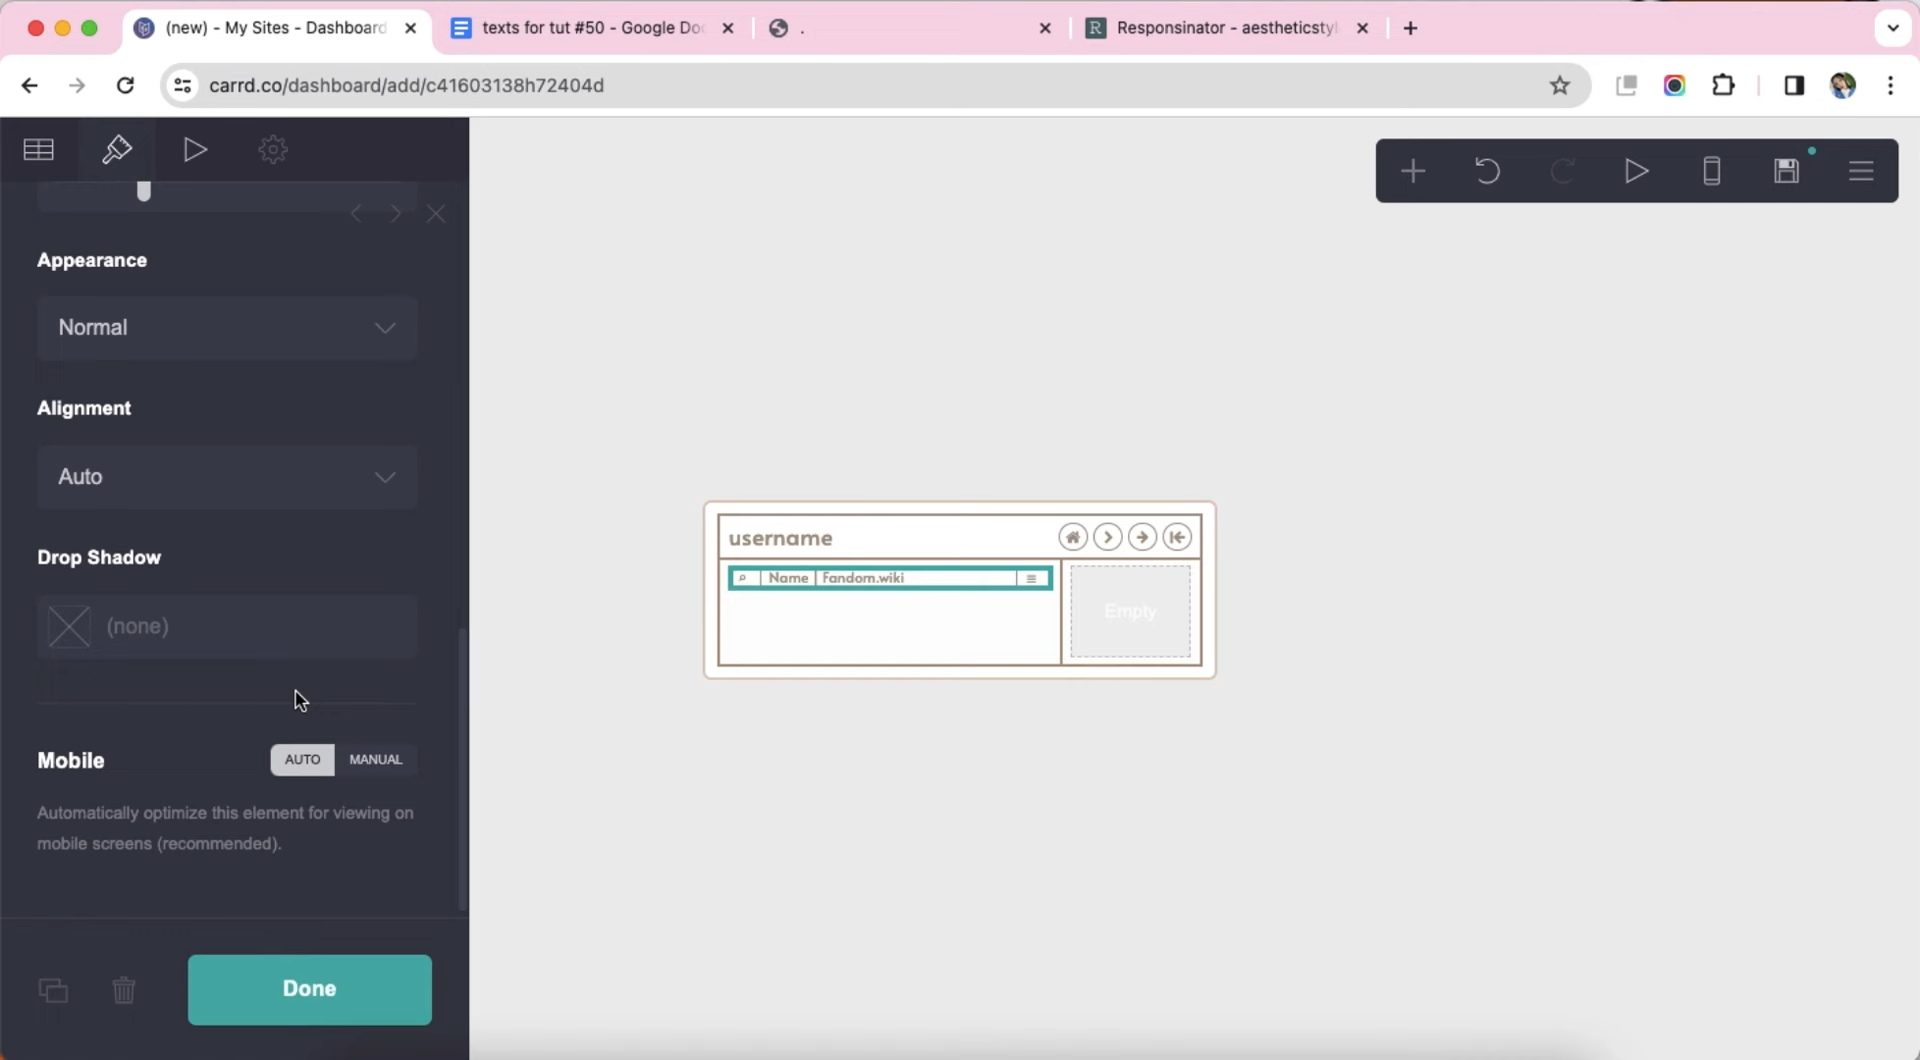 (new) - My Sites - Dashboard
texts for tut #50 - Google Doc
.
Responsinator - aestheticstyl
carrd.co/dashboard/add/c41603138h72404d
Appearance
Normal
Alignment
Auto
Drop Shadow
(none)
Mobile
AUTO
MANUAL
Automatically optimize this element for viewing on
mobile screens (recommended).
Done
username
Name
Fandom.wiki
Empty